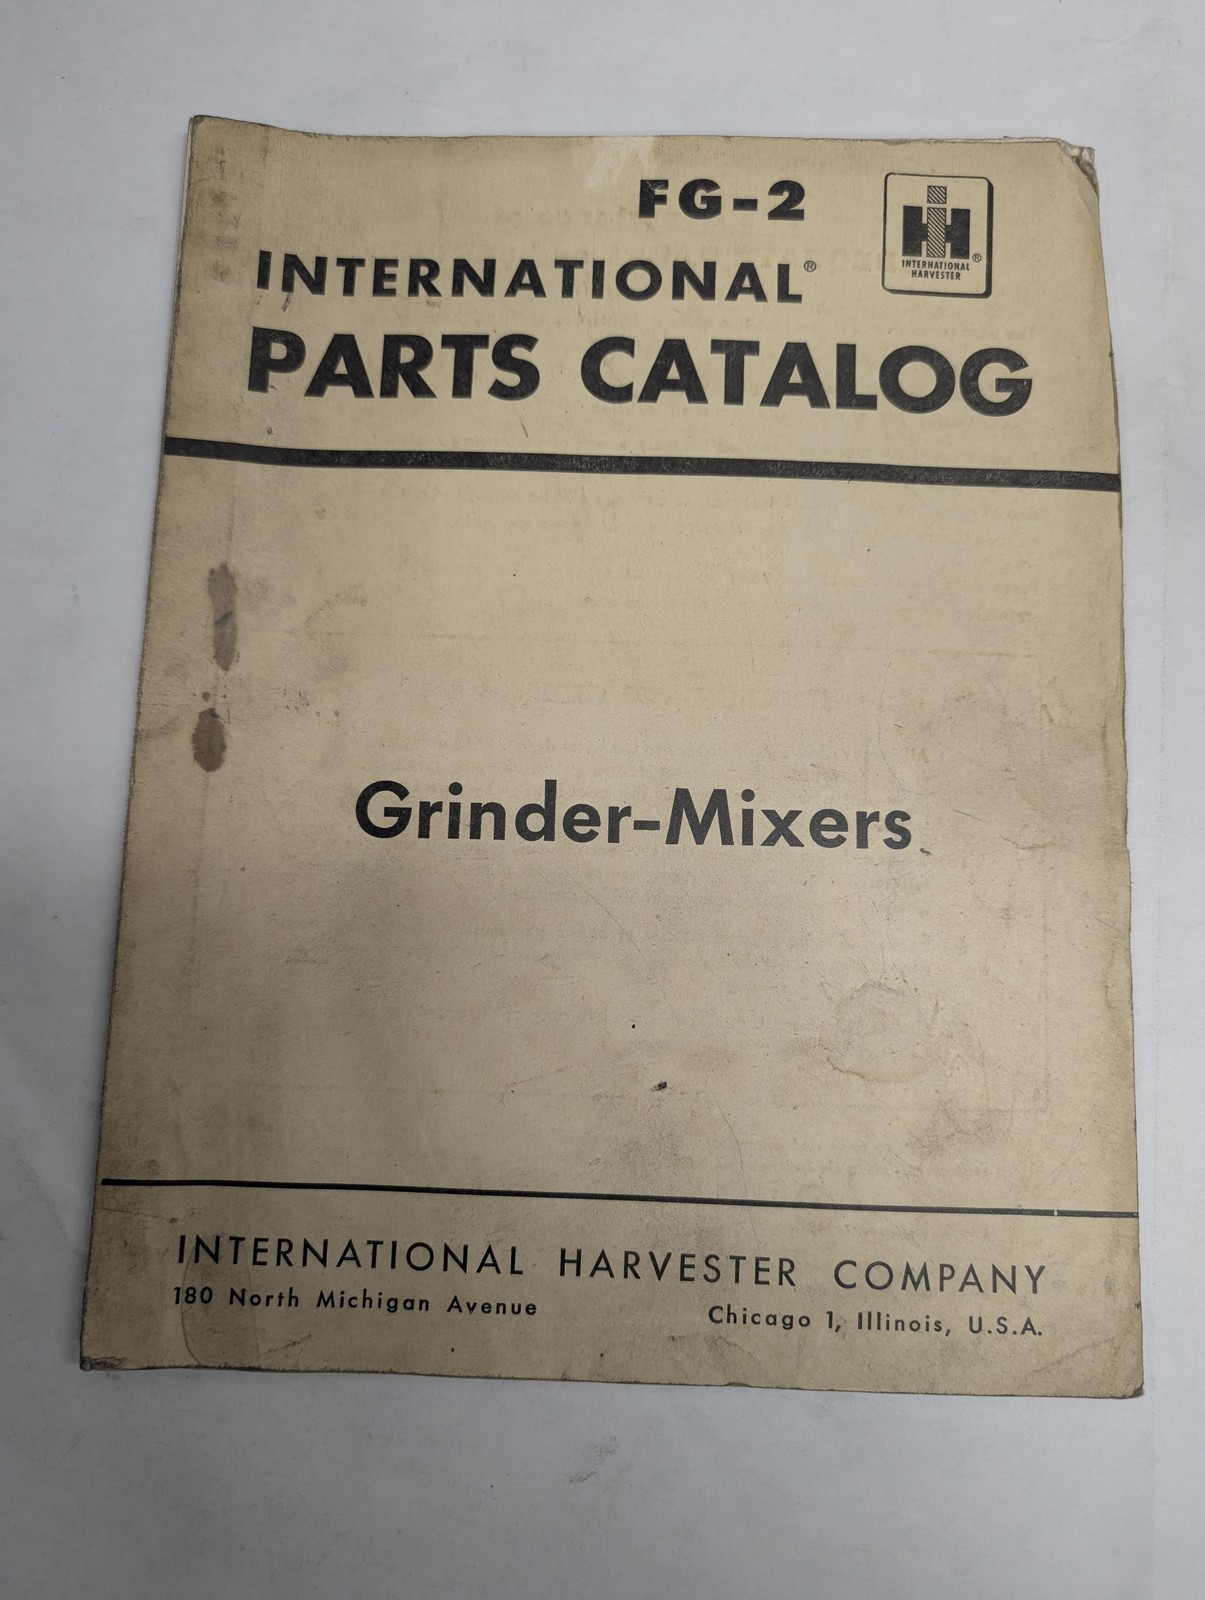 FG-2
IH
INTERNATIONAL
HARVESTER
®
INTERNATIONAL®
PARTS CATALOG
Grinder-Mixers
INTERNATIONAL HARVESTER COMPANY
180 North Michigan Avenue
Chicago 1, Illinois, U.S.A.